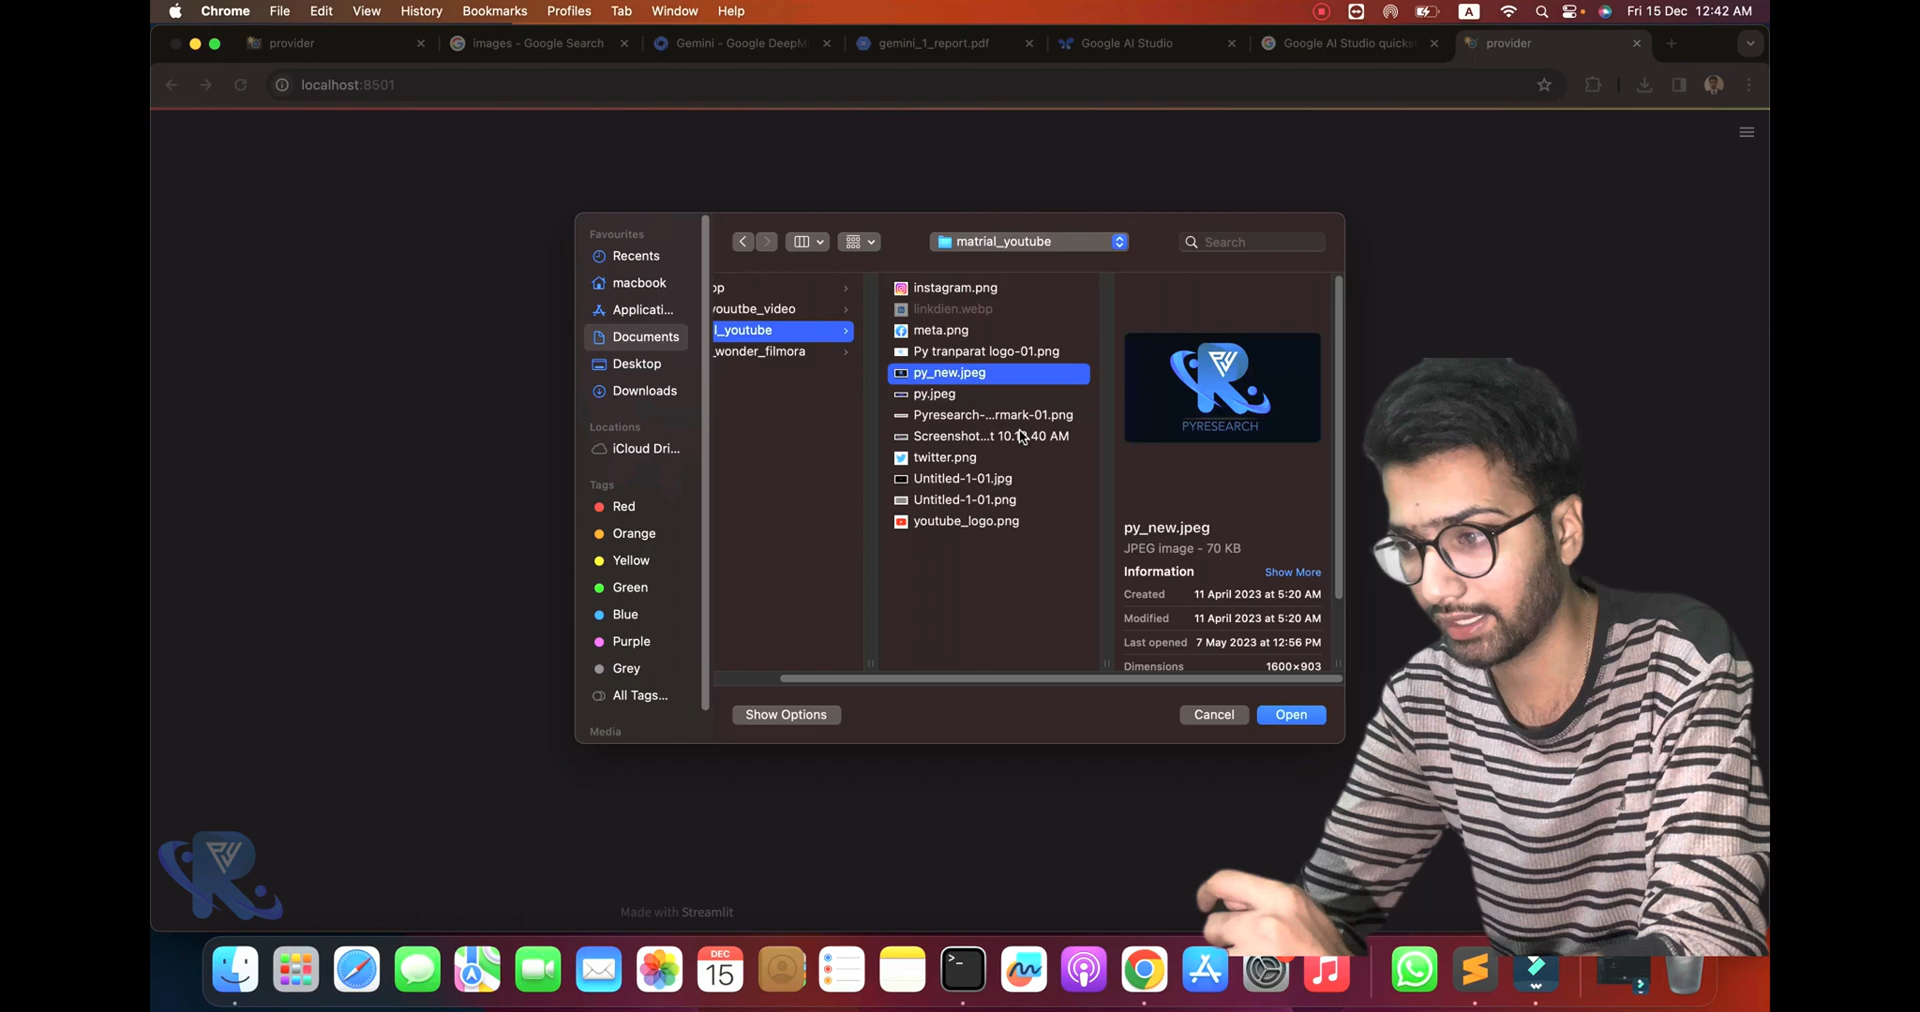 Chrome File Edit View History Bookmarks Profiles Tab Window Help A Fri 15 Dec 12:42 AM
provider images - Google Search Gemini - Google DeepM gemini_1_report.pdf Google AI Studio Google AI Studio quicks provider
localhost:8501
Favourites
Recents
macbook
Applicati...
Documents
Desktop
Downloads
Locations
iCloud Dri...
Tags
Red
Orange
Yellow
Green
Blue
Purple
Grey
All Tags...
Media
matrial_youtube
Search
pp
youutbe_video
l_youtube
_wonder_filmora
instagram.png
linkdien.webp
meta.png
Py tranparat logo-01.png
py_new.jpeg
py.jpeg
Pyresearch-...rmark-01.png
Screenshot...t 10. 40 AM
twitter.png
Untitled-1-01.jpg
Untitled-1-01.png
youtube_logo.png
PYRESEARCH
py_new.jpeg
JPEG image - 70 KB
Information Show More
Created 11 April 2023 at 5:20 AM
Modified 11 April 2023 at 5:20 AM
Last opened 7 May 2023 at 12:56 PM
Dimensions 1600×903
Show Options
Cancel Open
Made with Streamlit
DEC
15